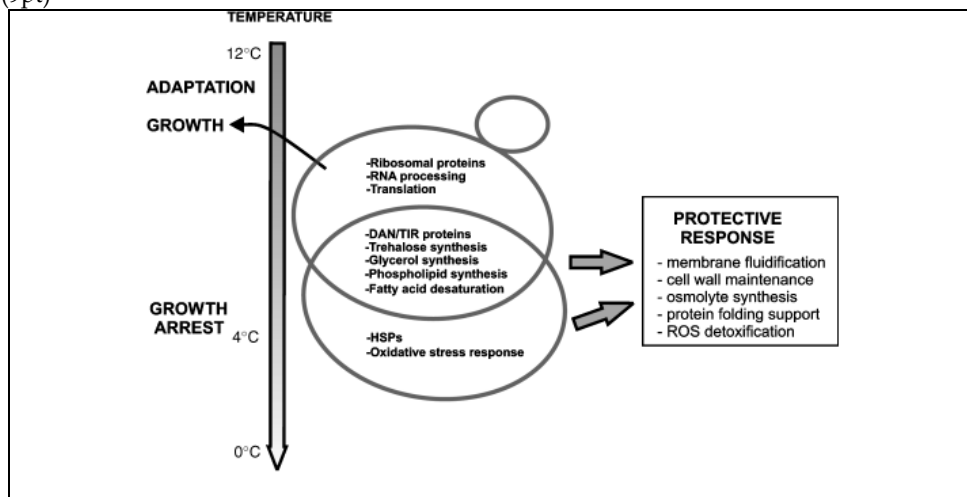 (9pt)
TEMPERATURE
12°C
ADAPTATION
GROWTH
-Ribosomal proteins
-RNA processing
-Translation
-DAN/TIR proteins
-Trehalose synthesis
-Glycerol synthesis
-Phospholipid synthesis
-Fatty acid desaturation
GROWTH
ARREST
4°C
-HSPs
-Oxidative stress response
0°C
PROTECTIVE
RESPONSE
- membrane fluidification
- cell wall maintenance
- osmolyte synthesis
- protein folding support
- ROS detoxification